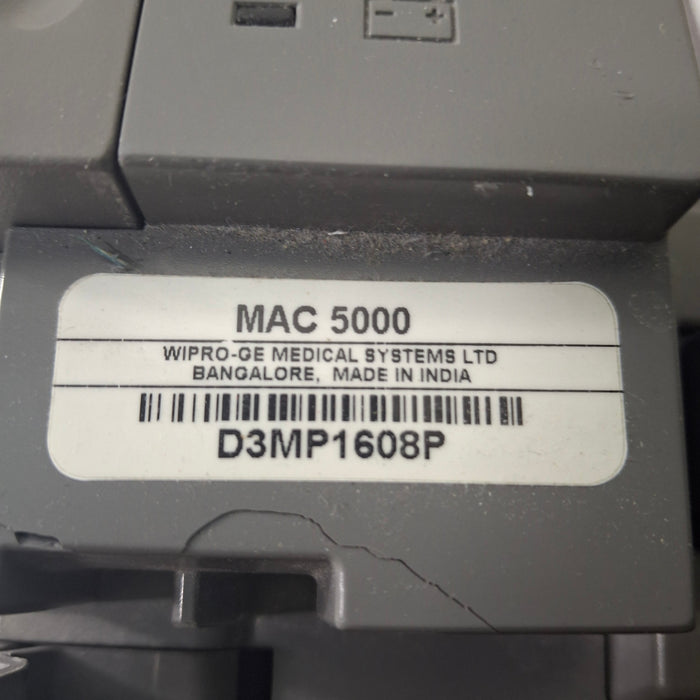 MAC 5000
WIPRO-GE MEDICAL SYSTEMS LTD
BANGALORE, MADE IN INDIA
D3MP1608P